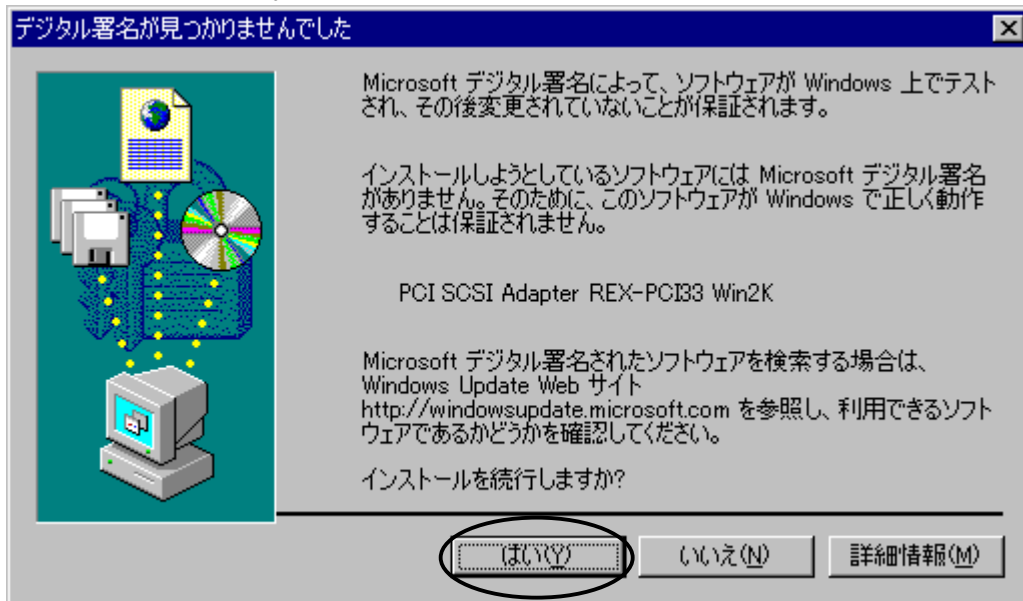 デジタル署名が見つかりませんでした
Microsoft デジタル署名によって、ソフトウェアが Windows 上でテスト
され、その後変更されていないことが保証されます。
インストールしようとしているソフトウェアには Microsoft デジタル署名
がありません。そのために、このソフトウェアが Windows で正しく動作
することは保証されません。
PCI SCSI Adapter REX-PCI33 Win2K
Microsoft デジタル署名されたソフトウェアを検索する場合は、
Windows Update Web サイト
http://windowsupdate.microsoft.com を参照し、利用できるソフト
ウェアであるかどうかを確認してください。
インストールを続行しますか?
はい(Y) いいえ(N) 詳細情報(M)